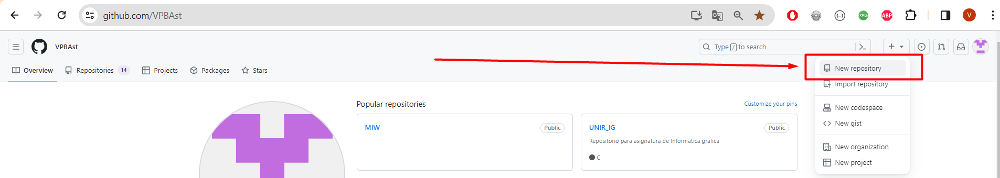 github.com/VPBAst
ABP
V
VPBAst
Type / to search
Overview
Repositories 14
Projects
Packages
Stars
New repository
Import repository
New codespace
New gist
New organization
New project
Popular repositories
Customize your pins
MIW
Public
UNIR_IG
Public
Repositorio para asignatura de Informatica grafica
C